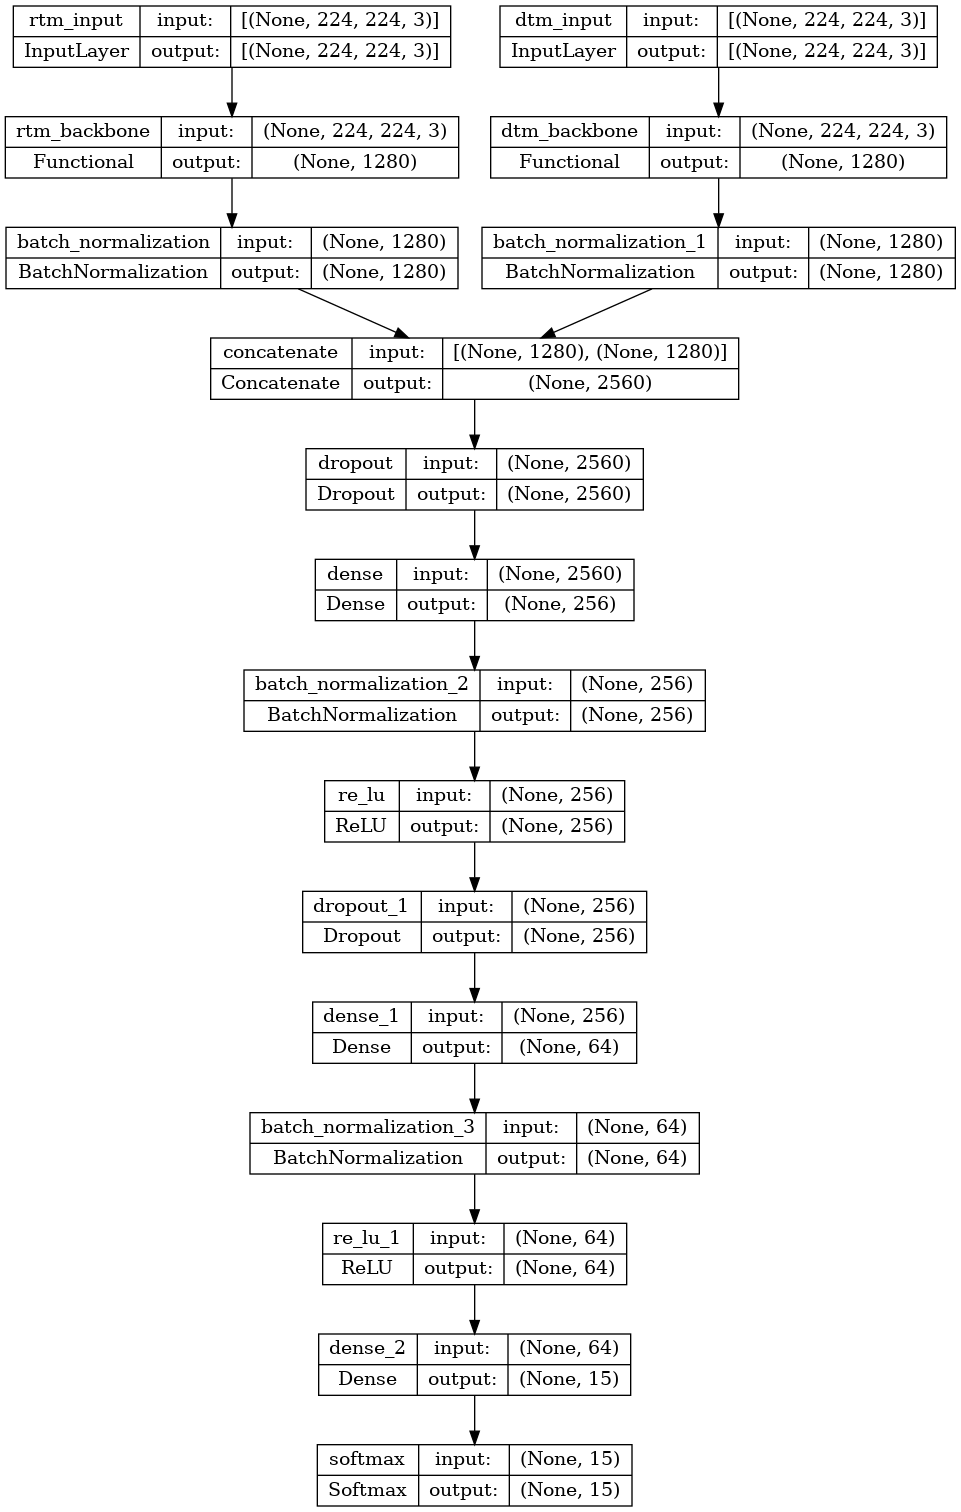 rtm_input input: [(None, 224, 224, 3)]
InputLayer output: [(None, 224, 224, 3)]
dtm_input input: [(None, 224, 224, 3)]
InputLayer output: [(None, 224, 224, 3)]
rtm_backbone input: (None, 224, 224, 3)
Functional output: (None, 1280)
dtm_backbone input: (None, 224, 224, 3)
Functional output: (None, 1280)
batch_normalization input: (None, 1280)
BatchNormalization output: (None, 1280)
batch_normalization_1 input: (None, 1280)
BatchNormalization output: (None, 1280)
concatenate input: [(None, 1280), (None, 1280)]
Concatenate output: (None, 2560)
dropout input: (None, 2560)
Dropout output: (None, 2560)
dense input: (None, 2560)
Dense output: (None, 256)
batch_normalization_2 input: (None, 256)
BatchNormalization output: (None, 256)
re_lu input: (None, 256)
ReLU output: (None, 256)
dropout_1 input: (None, 256)
Dropout output: (None, 256)
dense_1 input: (None, 256)
Dense output: (None, 64)
batch_normalization_3 input: (None, 64)
BatchNormalization output: (None, 64)
re_lu_1 input: (None, 64)
ReLU output: (None, 64)
dense_2 input: (None, 64)
Dense output: (None, 15)
softmax input: (None, 15)
Softmax output: (None, 15)